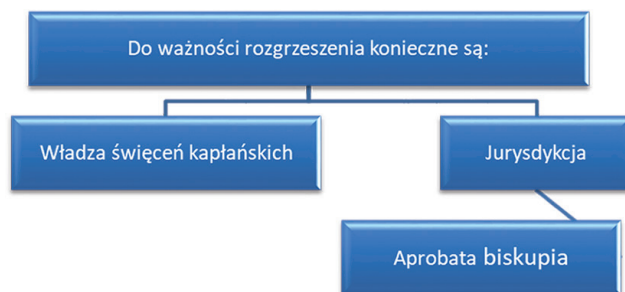 Do ważności rozgrzeszenia konieczne są:
Władza święceń kapłańskich
Jurysdykcja
Aprobata biskupia